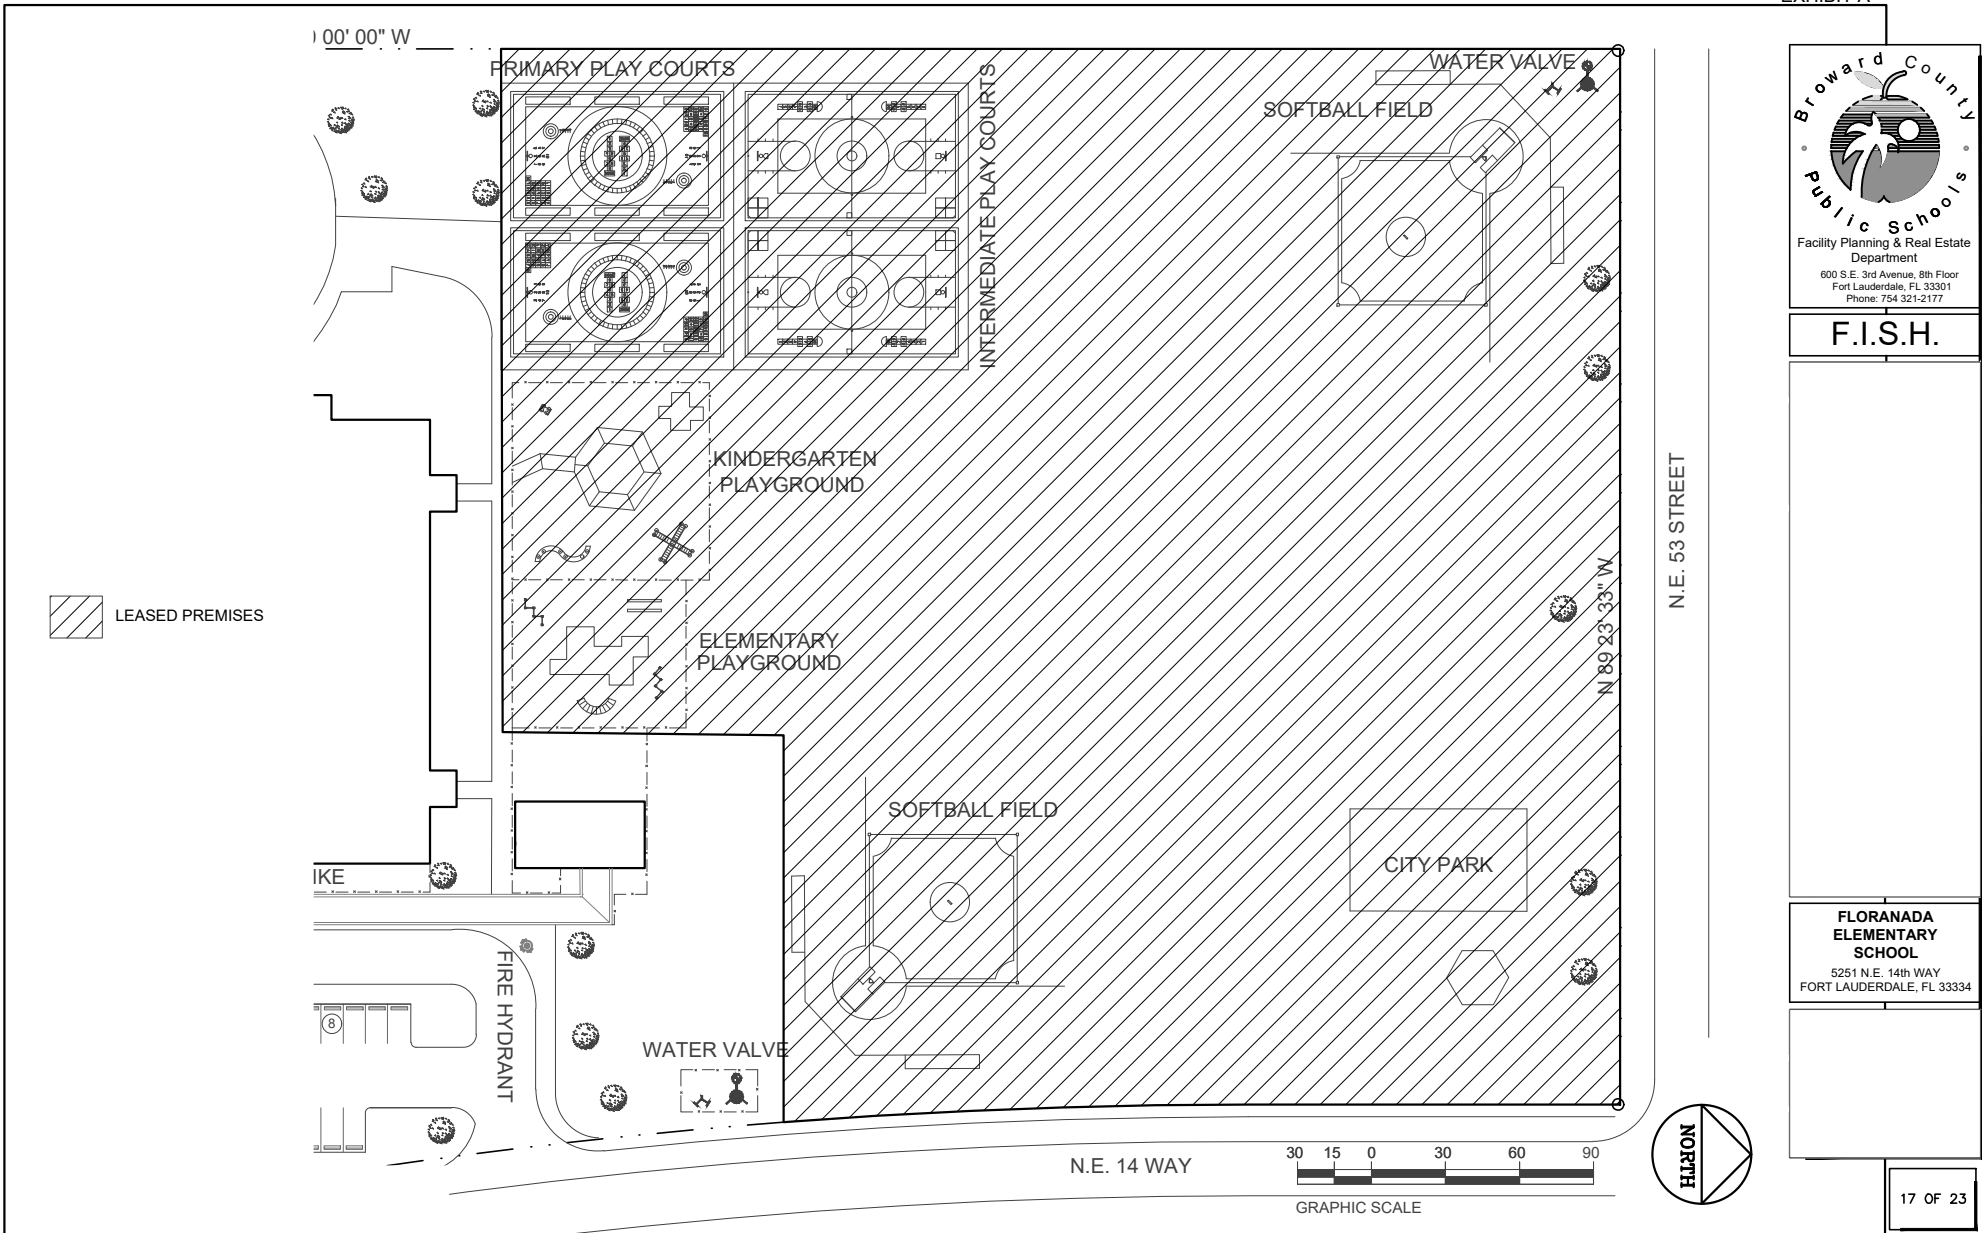 EXHIBIT A
00' 00" W
PRIMARY PLAY COURTS
INTERMEDIATE PLAY COURTS
WATER VALVE
SOFTBALL FIELD
KINDERGARTEN
PLAYGROUND
ELEMENTARY
PLAYGROUND
LEASED PREMISES
N 89 23' 33" W
N.E. 53 STREET
SOFTBALL FIELD
CITY PARK
IKE
FIRE HYDRANT
8
WATER VALVE
N.E. 14 WAY
30 15 0 30 60 90
GRAPHIC SCALE
NORTH
Broward County
Public Schools
Facility Planning & Real Estate
Department
600 S.E. 3rd Avenue, 8th Floor
Fort Lauderdale, FL 33301
Phone: 754 321-2177
F.I.S.H.
FLORANADA
ELEMENTARY
SCHOOL
5251 N.E. 14th WAY
FORT LAUDERDALE, FL 33334
17 OF 23